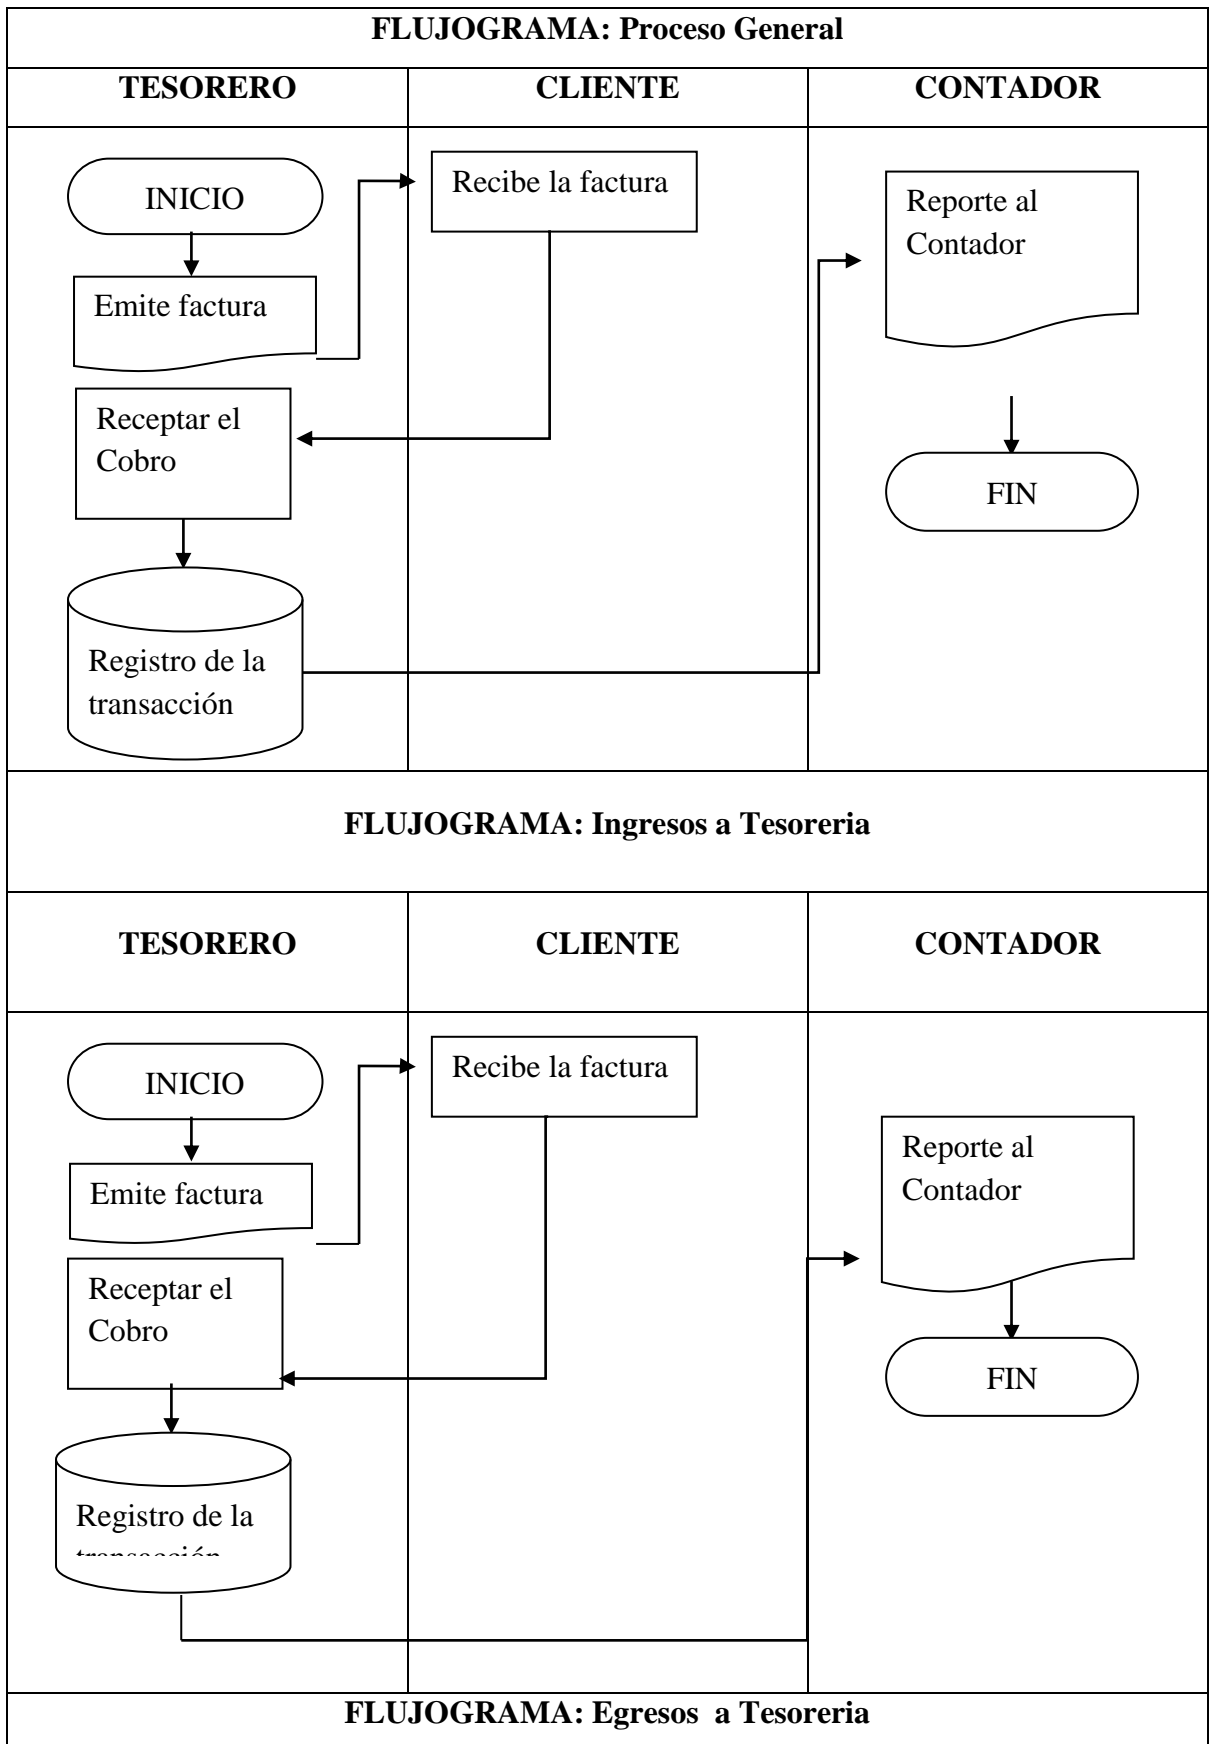 FLUJOGRAMA: Proceso General
TESORERO
CLIENTE
CONTADOR
INICIO
Emite factura
Receptar el
Cobro
Registro de la
transacción
Recibe la factura
Reporte al
Contador
FIN
FLUJOGRAMA: Ingresos a Tesoreria
TESORERO
CLIENTE
CONTADOR
INICIO
Emite factura
Receptar el
Cobro
Registro de la
transacción
Recibe la factura
Reporte al
Contador
FIN
FLUJOGRAMA: Egresos a Tesoreria